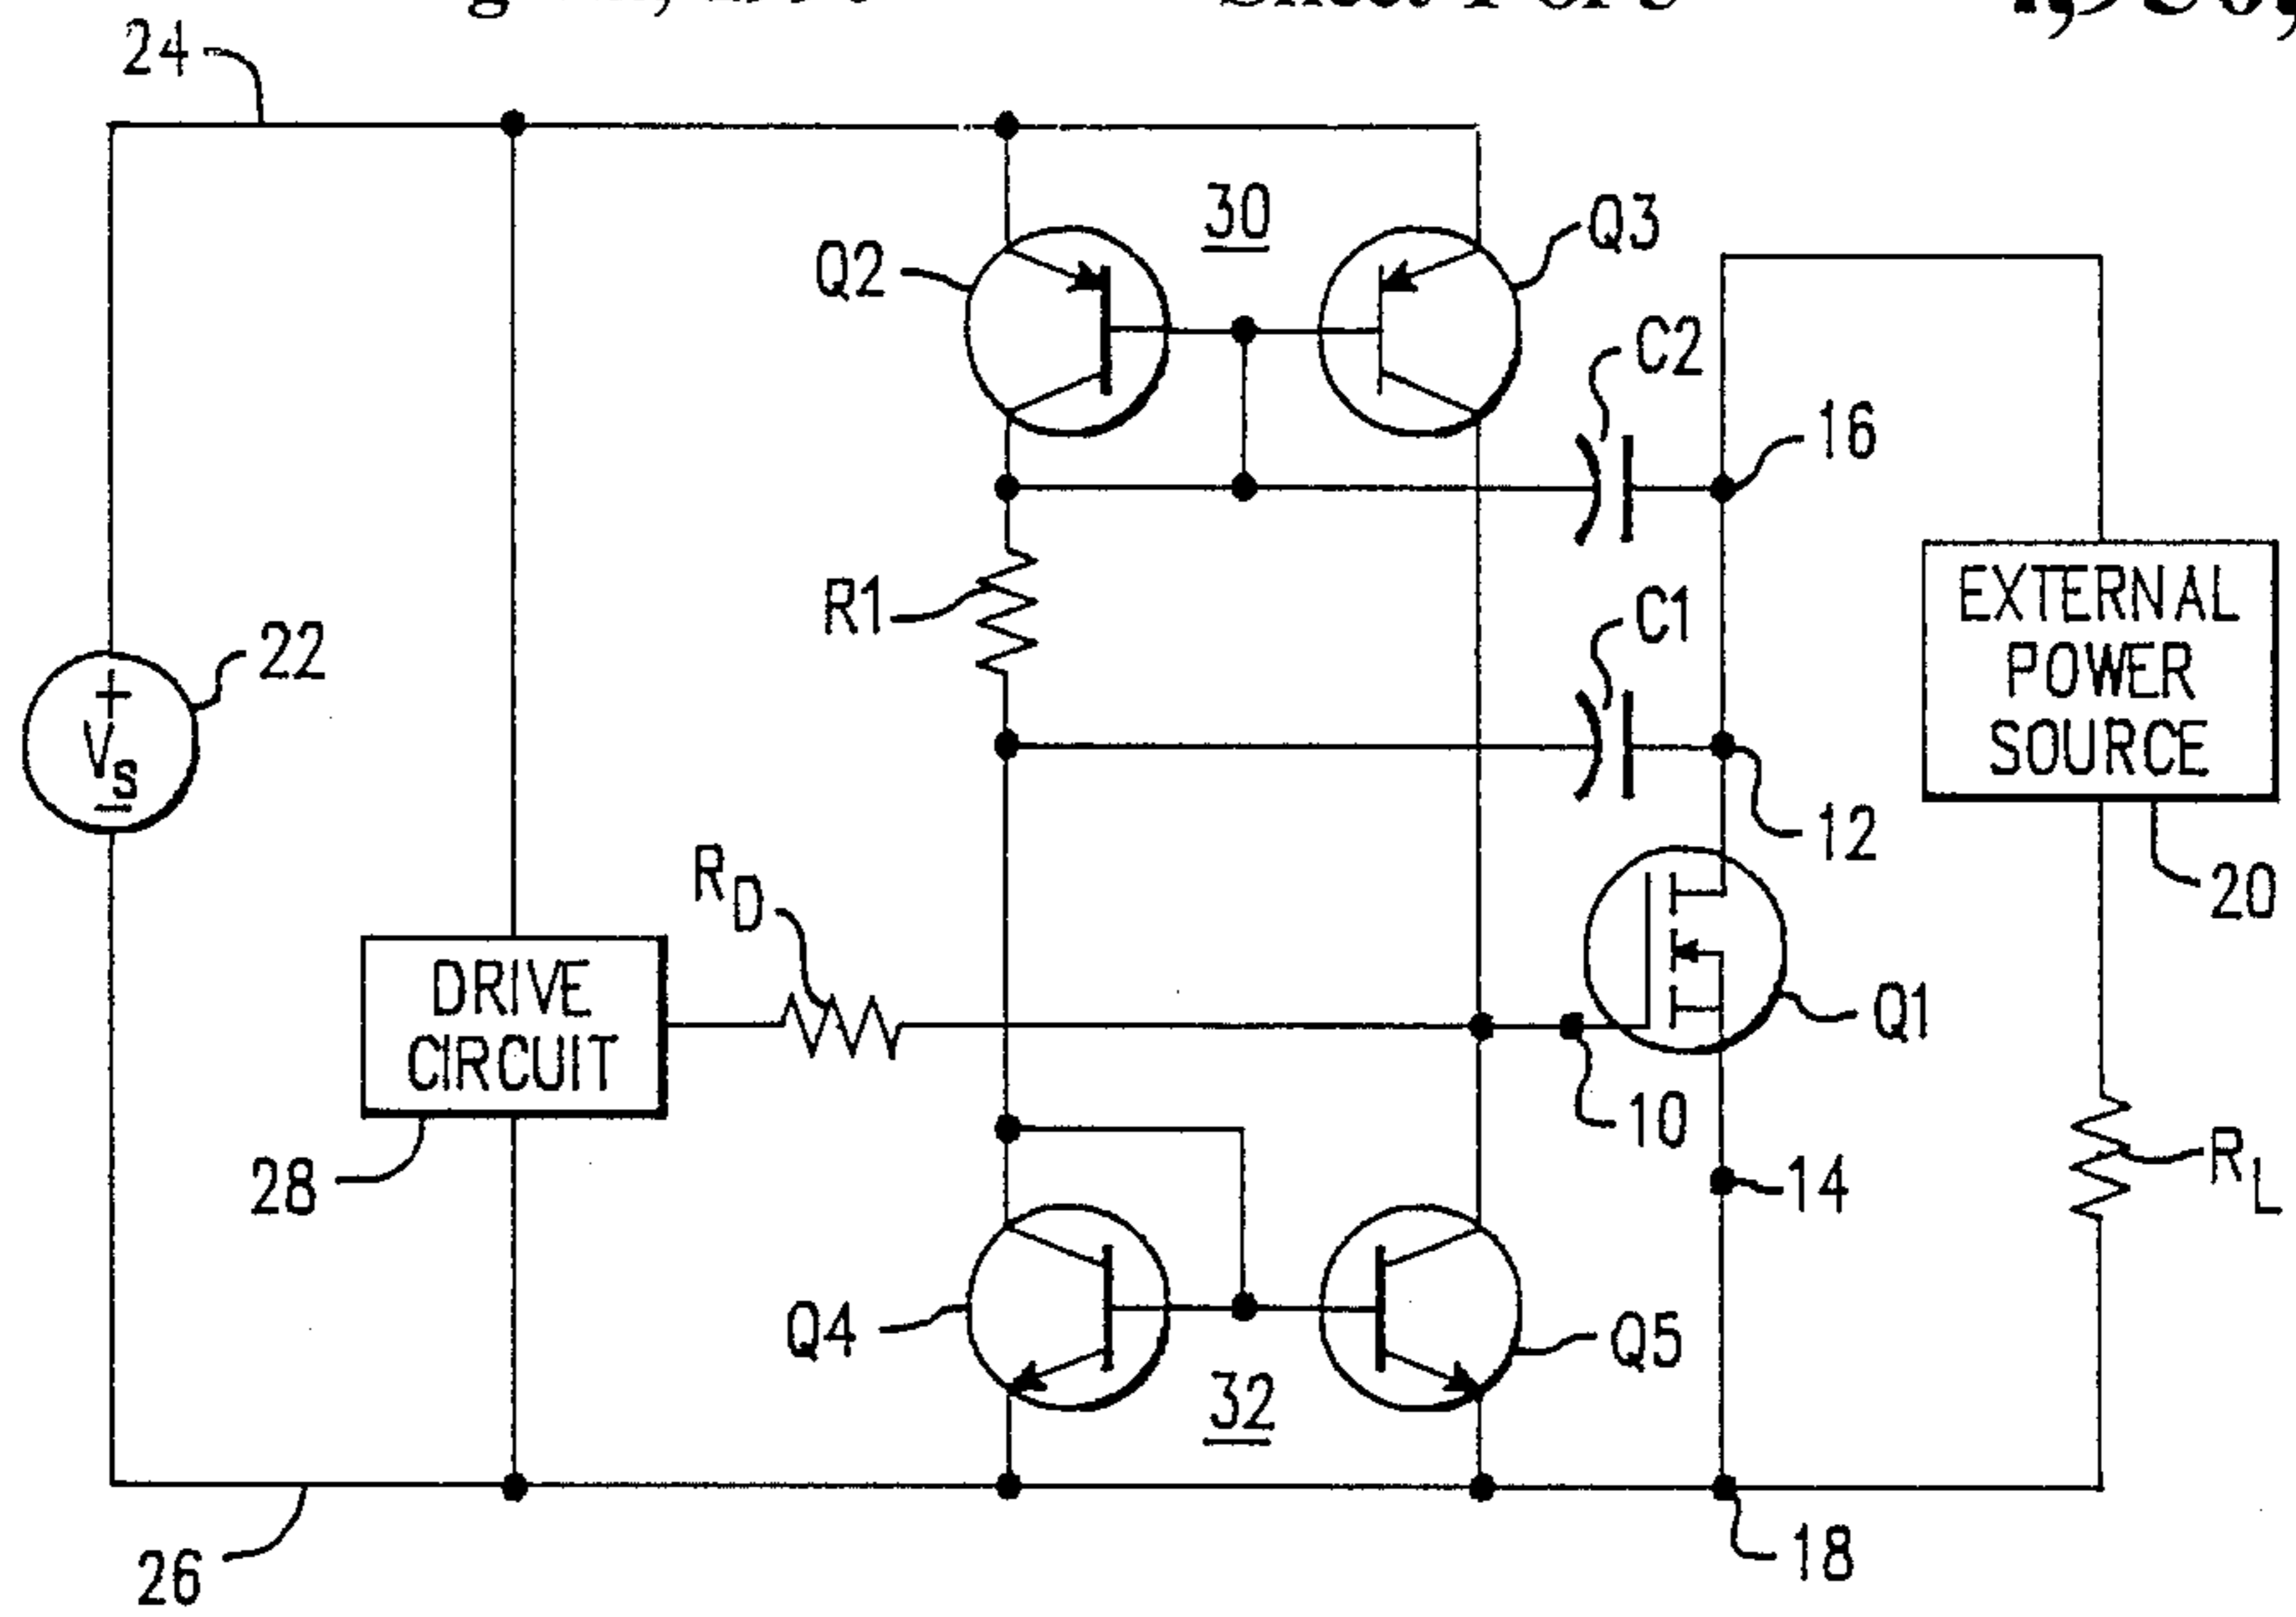 24
30
Q2
Q3
C2
16
R1
C1
22
+
Vs
EXTERNAL
POWER
SOURCE
12
20
RD
DRIVE
CIRCUIT
Q1
10
28
14
RL
Q4
Q5
32
26
18